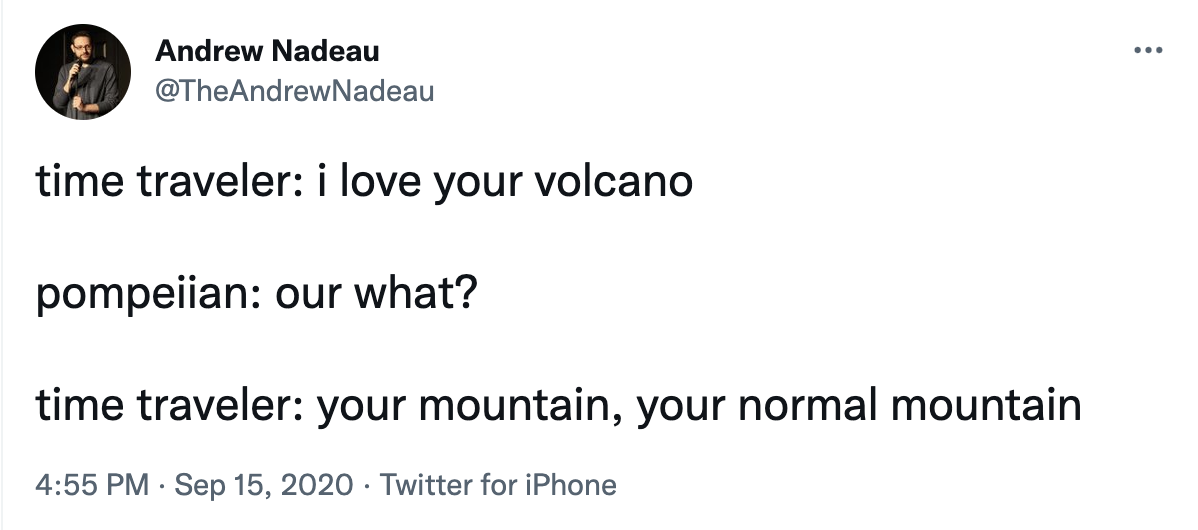 Andrew Nadeau
@TheAndrewNadeau
time traveler: i love your volcano
pompeiian: our what?
time traveler: your mountain, your normal mountain
4:55 PM · Sep 15, 2020 · Twitter for iPhone